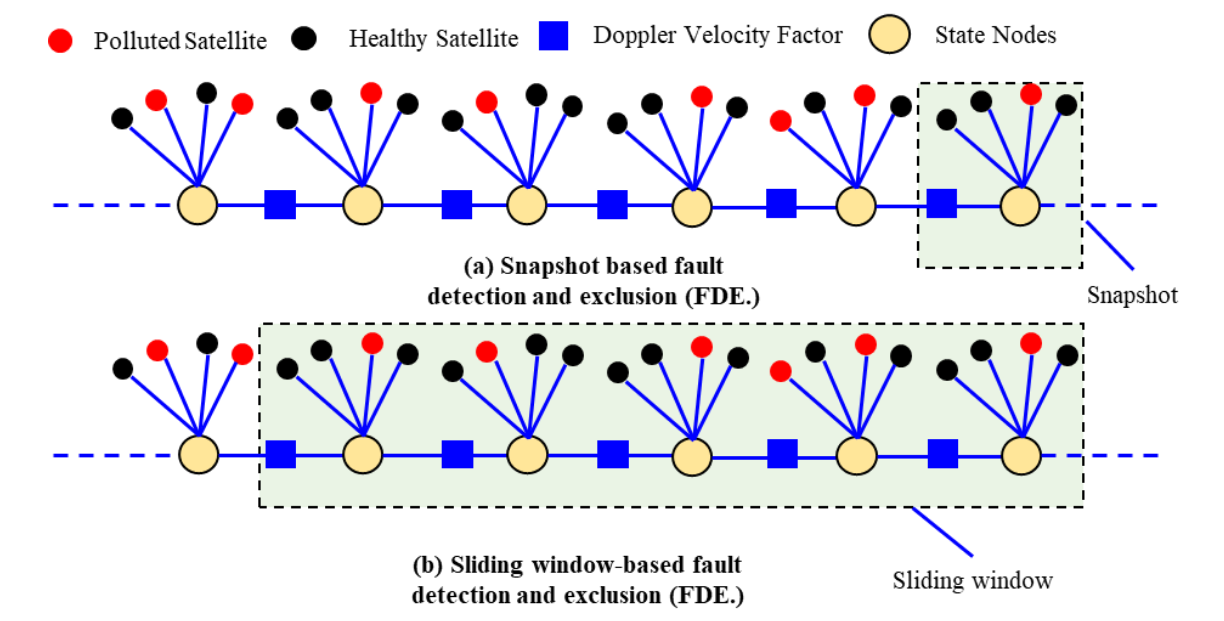 Polluted Satellite Healthy Satellite Doppler Velocity Factor State Nodes
(a) Snapshot based fault
detection and exclusion (FDE.)
Snapshot
(b) Sliding window-based fault
detection and exclusion (FDE.)
Sliding window